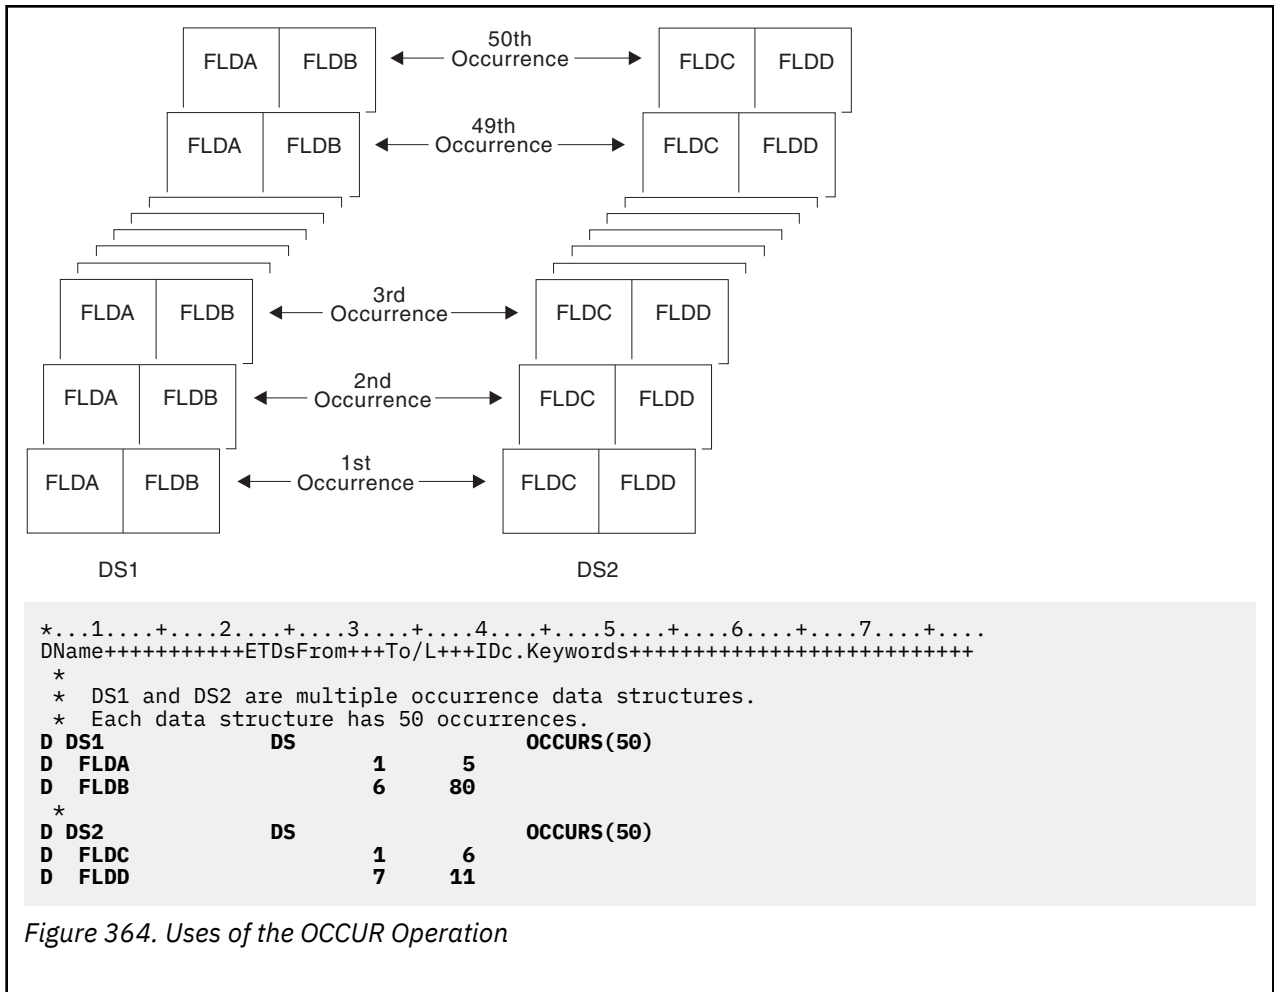 FLDA FLDB 50th Occurrence FLDC FLDD
FLDA FLDB 49th Occurrence FLDC FLDD
FLDA FLDB 3rd Occurrence FLDC FLDD
FLDA FLDB 2nd Occurrence FLDC FLDD
FLDA FLDB 1st Occurrence FLDC FLDD
DS1 DS2
*...1....+....2....+....3....+....4....+....5....+....6....+....7....+....
DName+++++++++++ETDsFrom+++To/L+++IDc.Keywords+++++++++++++++++++++++++++
 *
 *  DS1 and DS2 are multiple occurrence data structures.
 *  Each data structure has 50 occurrences.
D DS1             DS                  OCCURS(50)
D  FLDA                   1      5
D  FLDB                   6     80
 *
D DS2             DS                  OCCURS(50)
D  FLDC                   1      6
D  FLDD                   7     11
Figure 364. Uses of the OCCUR Operation